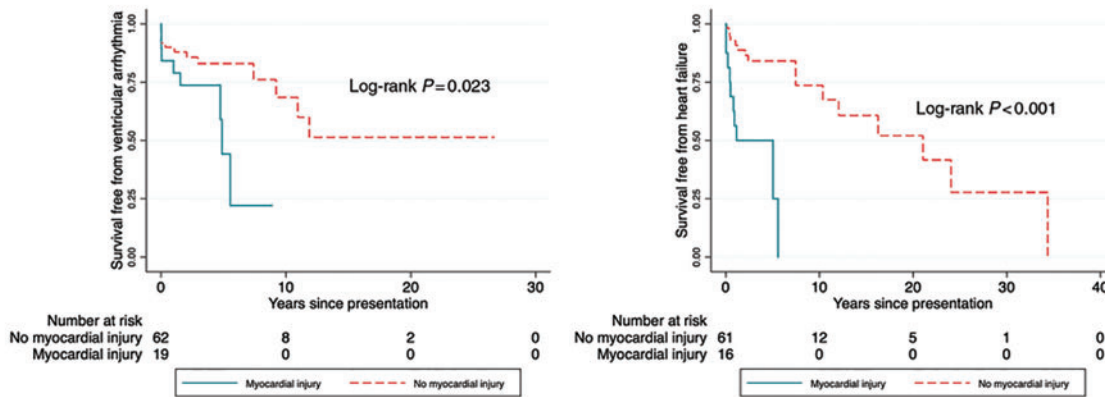 Survival free from ventricular arrhythmia
1.00
0.75
0.50
0.25
0.00
Log-rank P=0.023
0 10 20 30
Years since presentation
Number at risk
No myocardial injury 62 8 2 0
Myocardial injury 19 0 0 0
Myocardial injury No myocardial injury
Survival free from heart failure
1.00
0.75
0.50
0.25
0.00
Log-rank P<0.001
0 10 20 30 40
Years since presentation
Number at risk
No myocardial injury 61 12 5 1 0
Myocardial injury 16 0 0 0 0
Myocardial injury No myocardial injury